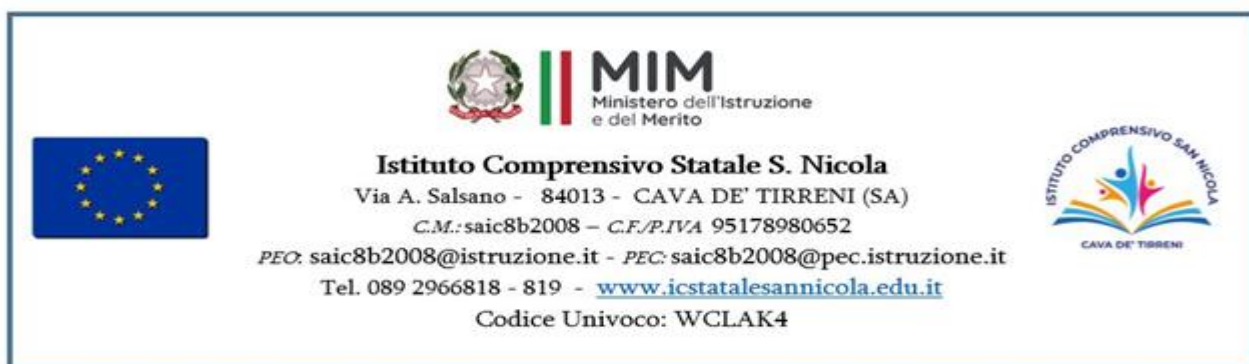 MIM
Ministero dell'Istruzione
e del Merito
Istituto Comprensivo Statale S. Nicola
Via A. Salsano - 84013 - CAVA DE' TIRRENI (SA)
C.M.: saic8b2008 – C.F./P.IVA 95178980652
PEO: saic8b2008@istruzione.it - PEC: saic8b2008@pec.istruzione.it
Tel. 089 2966818 - 819 - www.icstatalesannicola.edu.it
Codice Univoco: WCLAK4
ISTITUTO COMPRENSIVO SAN NICOLA
CAVA DE' TIRRENI